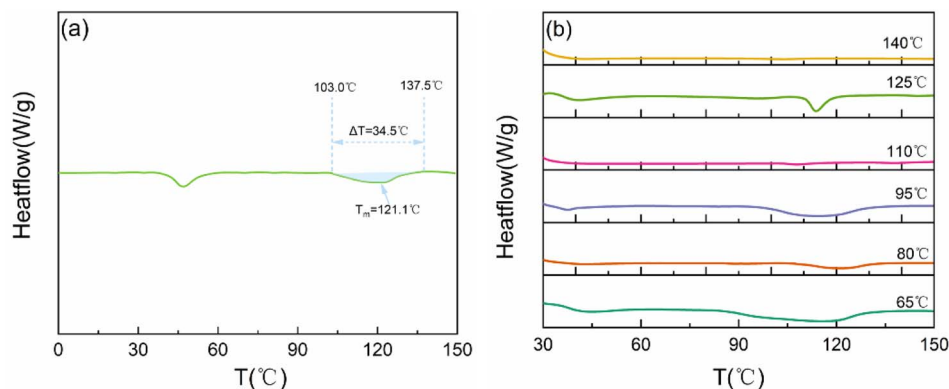 (a)
103.0℃
137.5℃
ΔT=34.5℃
Tm=121.1℃
Heatflow(W/g)
0 30 60 90 120 150
T(℃)
(b)
140℃
125℃
110℃
95℃
80℃
65℃
Heatflow(W/g)
30 60 90 120 150
T(℃)